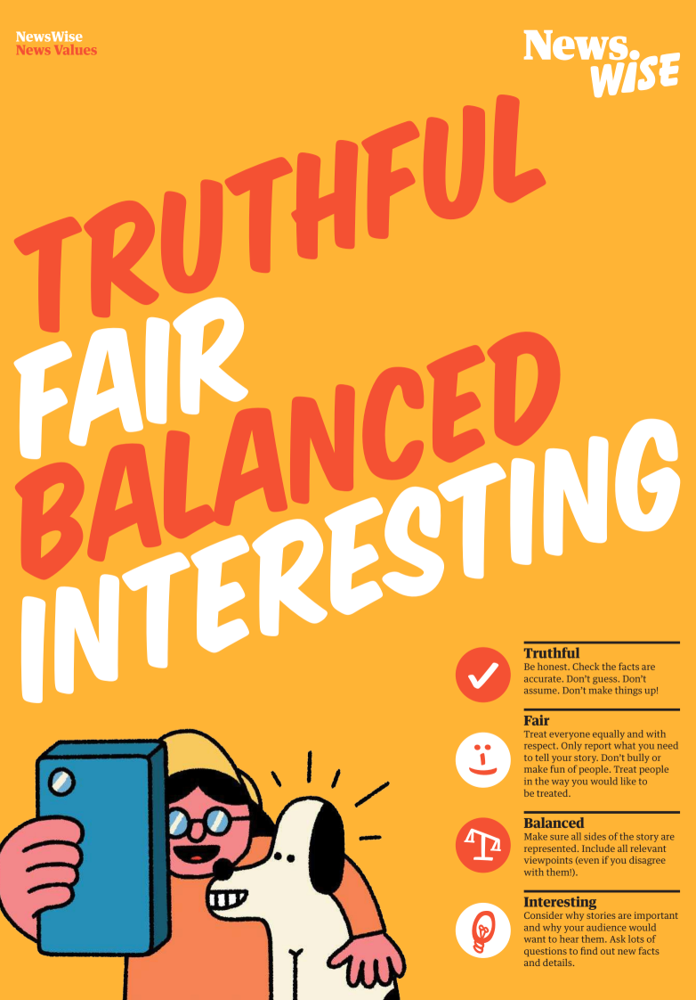 NewsWise
News Values
News.
WISE
TRUTHFUL
FAIR
BALANCED
INTERESTING
Truthful
Be honest. Check the facts are
accurate. Don’t guess. Don’t
assume. Don’t make things up!
Fair
Treat everyone equally and with
respect. Only report what you need
to tell your story. Don’t bully or
make fun of people. Treat people
in the way you would like to
be treated.
Balanced
Make sure all sides of the story are
represented. Include all relevant
viewpoints (even if you disagree
with them!).
Interesting
Consider why stories are important
and why your audience would
want to hear them. Ask lots of
questions to find out new facts
and details.